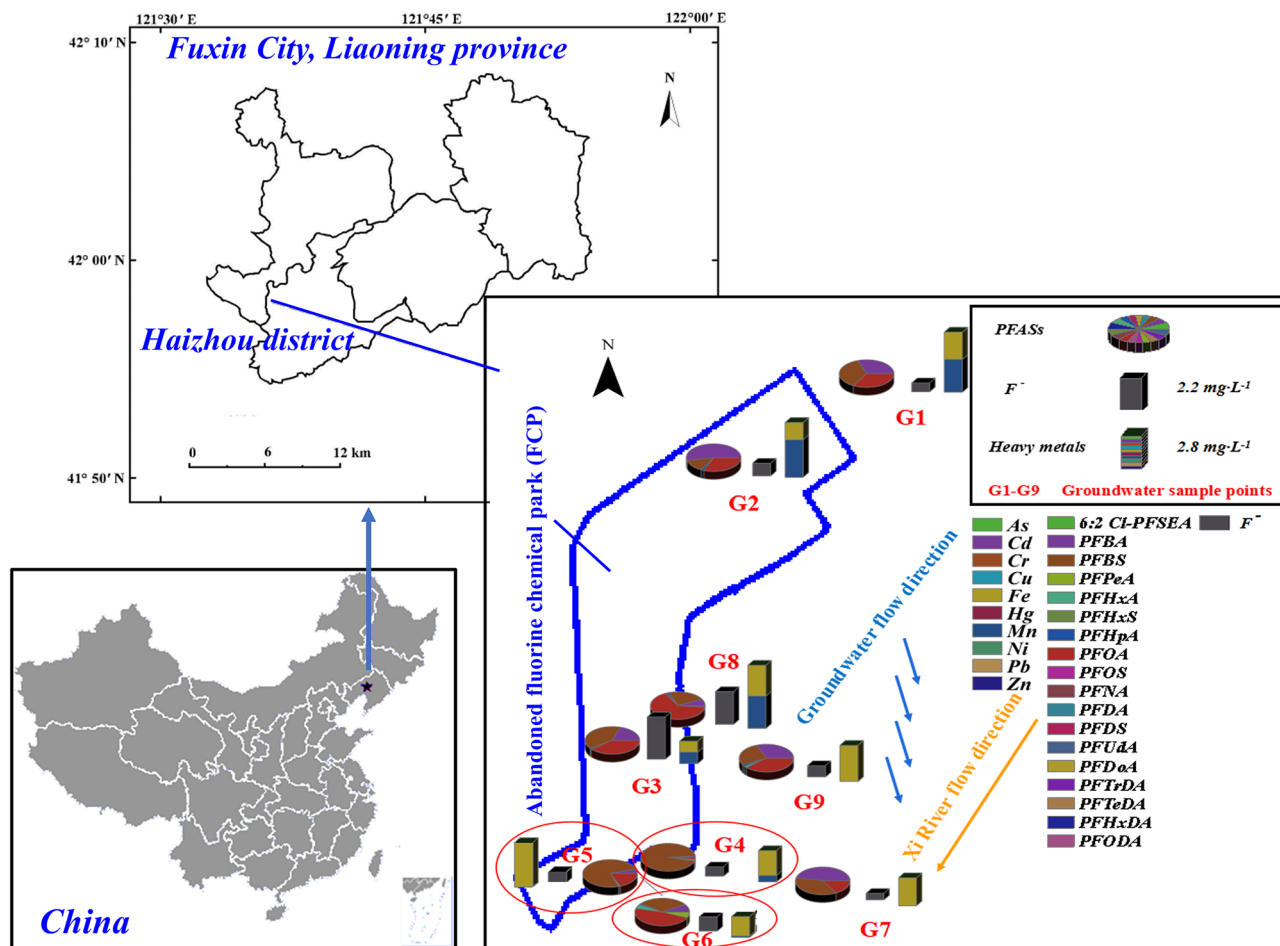 121°30′ E
121°45′ E
122°00′ E
42° 10′ N
Fuxin City, Liaoning province
N
42° 00′ N
Haizhou district
41° 50′ N
0 6 12 km
China
N
Abandoned fluorine chemical park (FCP)
G1
G2
G8
G3
G9
G5
G4
G6
G7
Groundwater flow direction
Xi River flow direction
PFASs
F⁻ 2.2 mg·L⁻¹
Heavy metals 2.8 mg·L⁻¹
G1-G9 Groundwater sample points
As
Cd
Cr
Cu
Fe
Hg
Mn
Ni
Pb
Zn
6:2 Cl-PFSEA
PFBA
PFBS
PFPeA
PFHxA
PFHxS
PFHpA
PFOA
PFOS
PFNA
PFDA
PFDS
PFUdA
PFDoA
PFTrDA
PFTeDA
PFHxDA
PFODA
F⁻